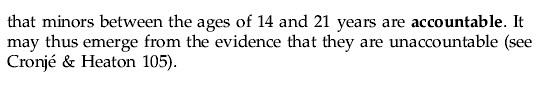 that minors between the ages of 14 and 21 years are accountable. It
may thus emerge from the evidence that they are unaccountable (see
Cronjé & Heaton 105).